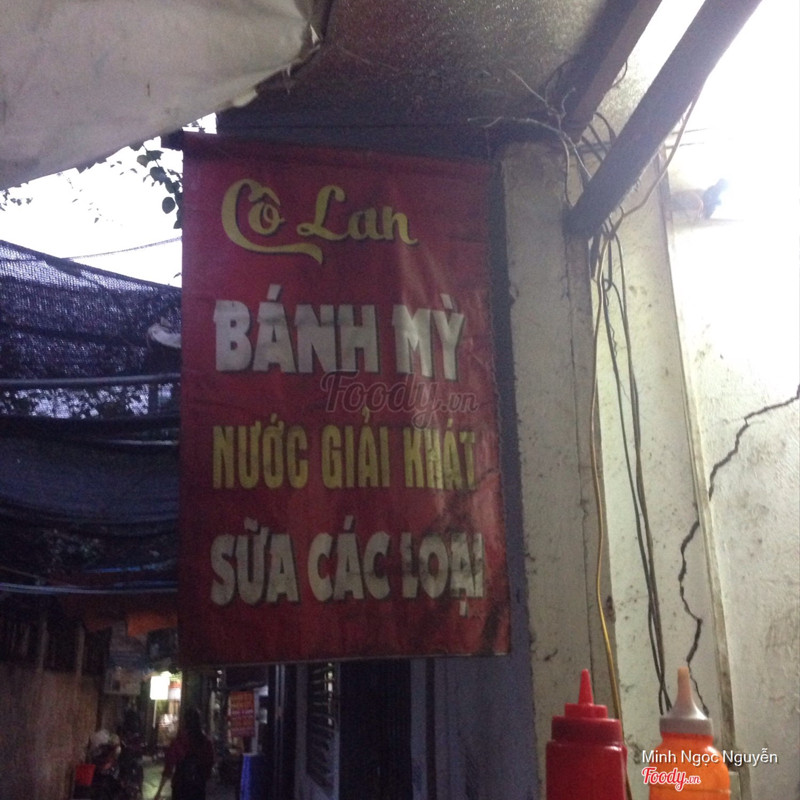 Cô Lan
BÁNH MỲ
Foody.vn
NƯỚC GIẢI KHÁT
SỮA CÁC LOẠI
Minh Ngọc Nguyễn
Foody.vn